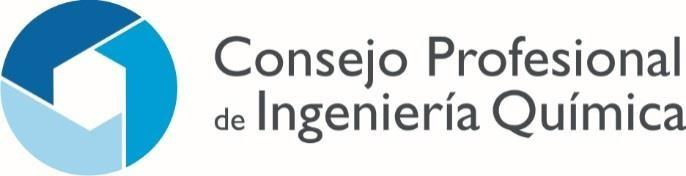 Consejo Profesional
de Ingeniería Química